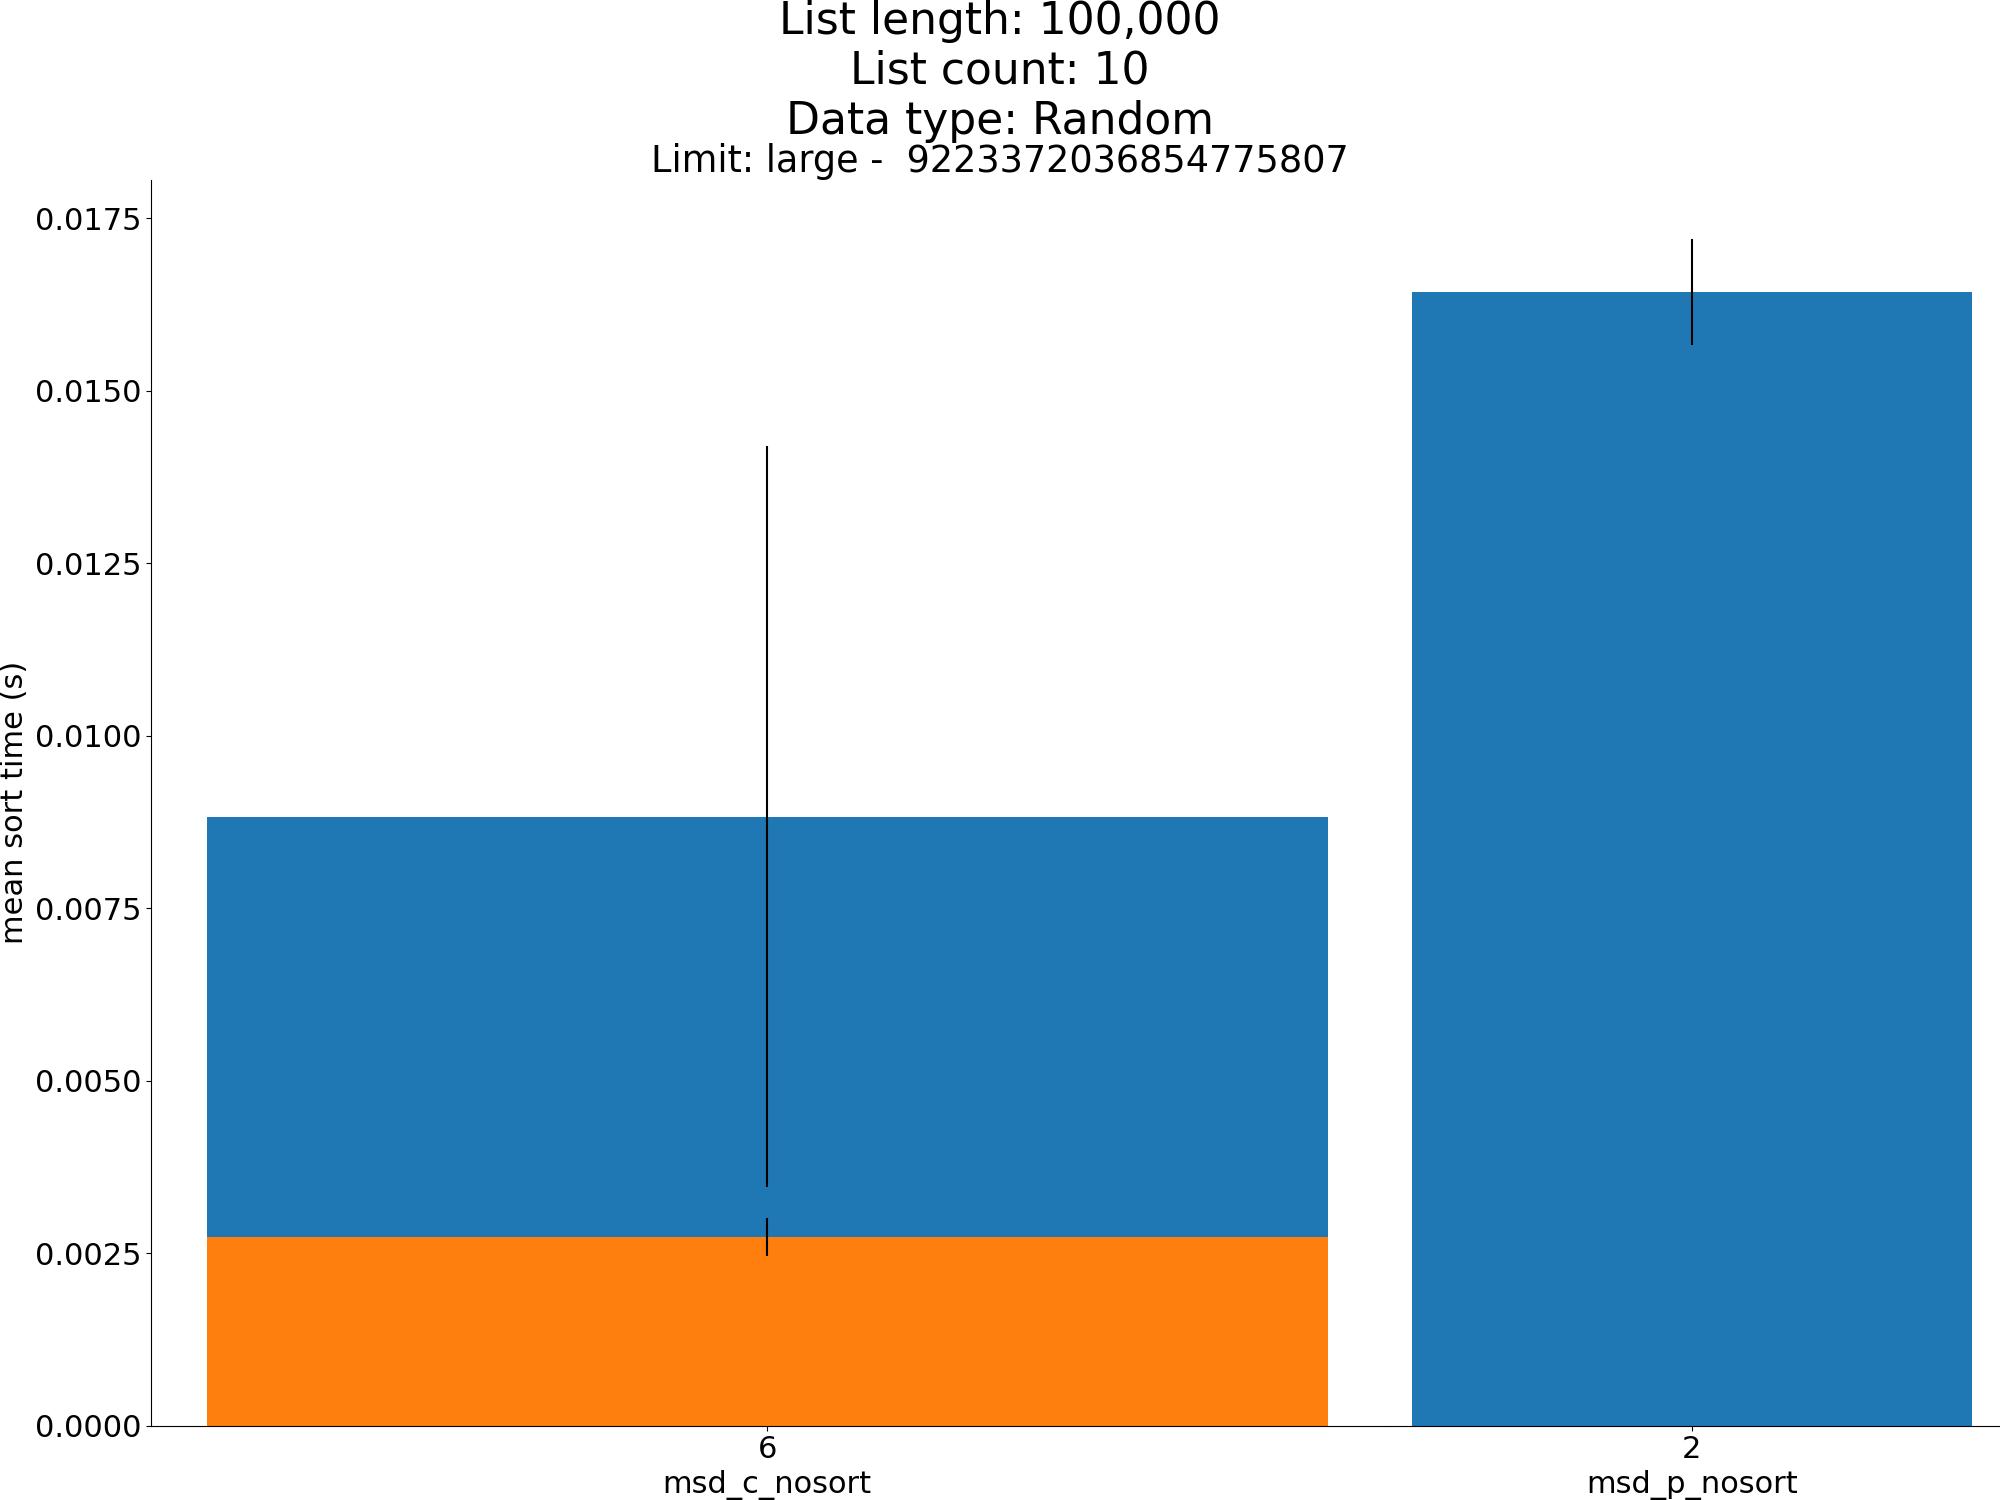 List length: 100,000
List count: 10
Data type: Random
Limit: large -  9223372036854775807
0.0175
0.0150
0.0125
0.0100
0.0075
0.0050
0.0025
0.0000
mean sort time (s)
6
msd_c_nosort
2
msd_p_nosort